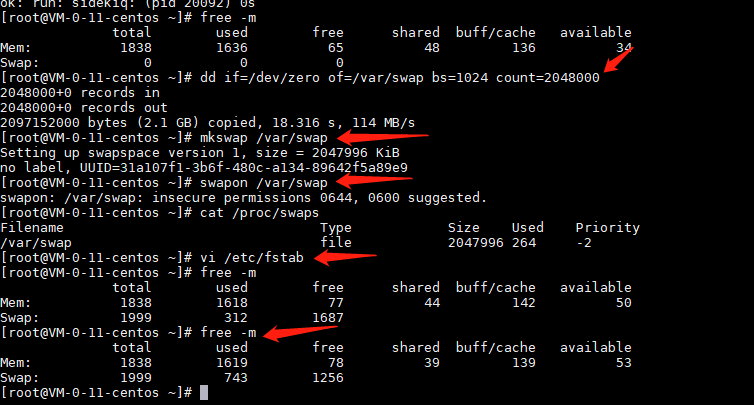 ok: run: sidekiq: (pid 20092) 0s
[root@VM-0-11-centos ~]# free -m
total used free shared buff/cache available
Mem: 1838 1636 65 48 136 34
Swap: 0 0 0
[root@VM-0-11-centos ~]# dd if=/dev/zero of=/var/swap bs=1024 count=2048000
2048000+0 records in
2048000+0 records out
2097152000 bytes (2.1 GB) copied, 18.316 s, 114 MB/s
[root@VM-0-11-centos ~]# mkswap /var/swap
Setting up swapspace version 1, size = 2047996 KiB
no label, UUID=31a107f1-3b6f-480c-a134-89642f5a89e9
[root@VM-0-11-centos ~]# swapon /var/swap
swapon: /var/swap: insecure permissions 0644, 0600 suggested.
[root@VM-0-11-centos ~]# cat /proc/swaps
Filename Type Size Used Priority
/var/swap file 2047996 264 -2
[root@VM-0-11-centos ~]# vi /etc/fstab
[root@VM-0-11-centos ~]# free -m
total used free shared buff/cache available
Mem: 1838 1618 77 44 142 50
Swap: 1999 312 1687
[root@VM-0-11-centos ~]# free -m
total used free shared buff/cache available
Mem: 1838 1619 78 39 139 53
Swap: 1999 743 1256
[root@VM-0-11-centos ~]#